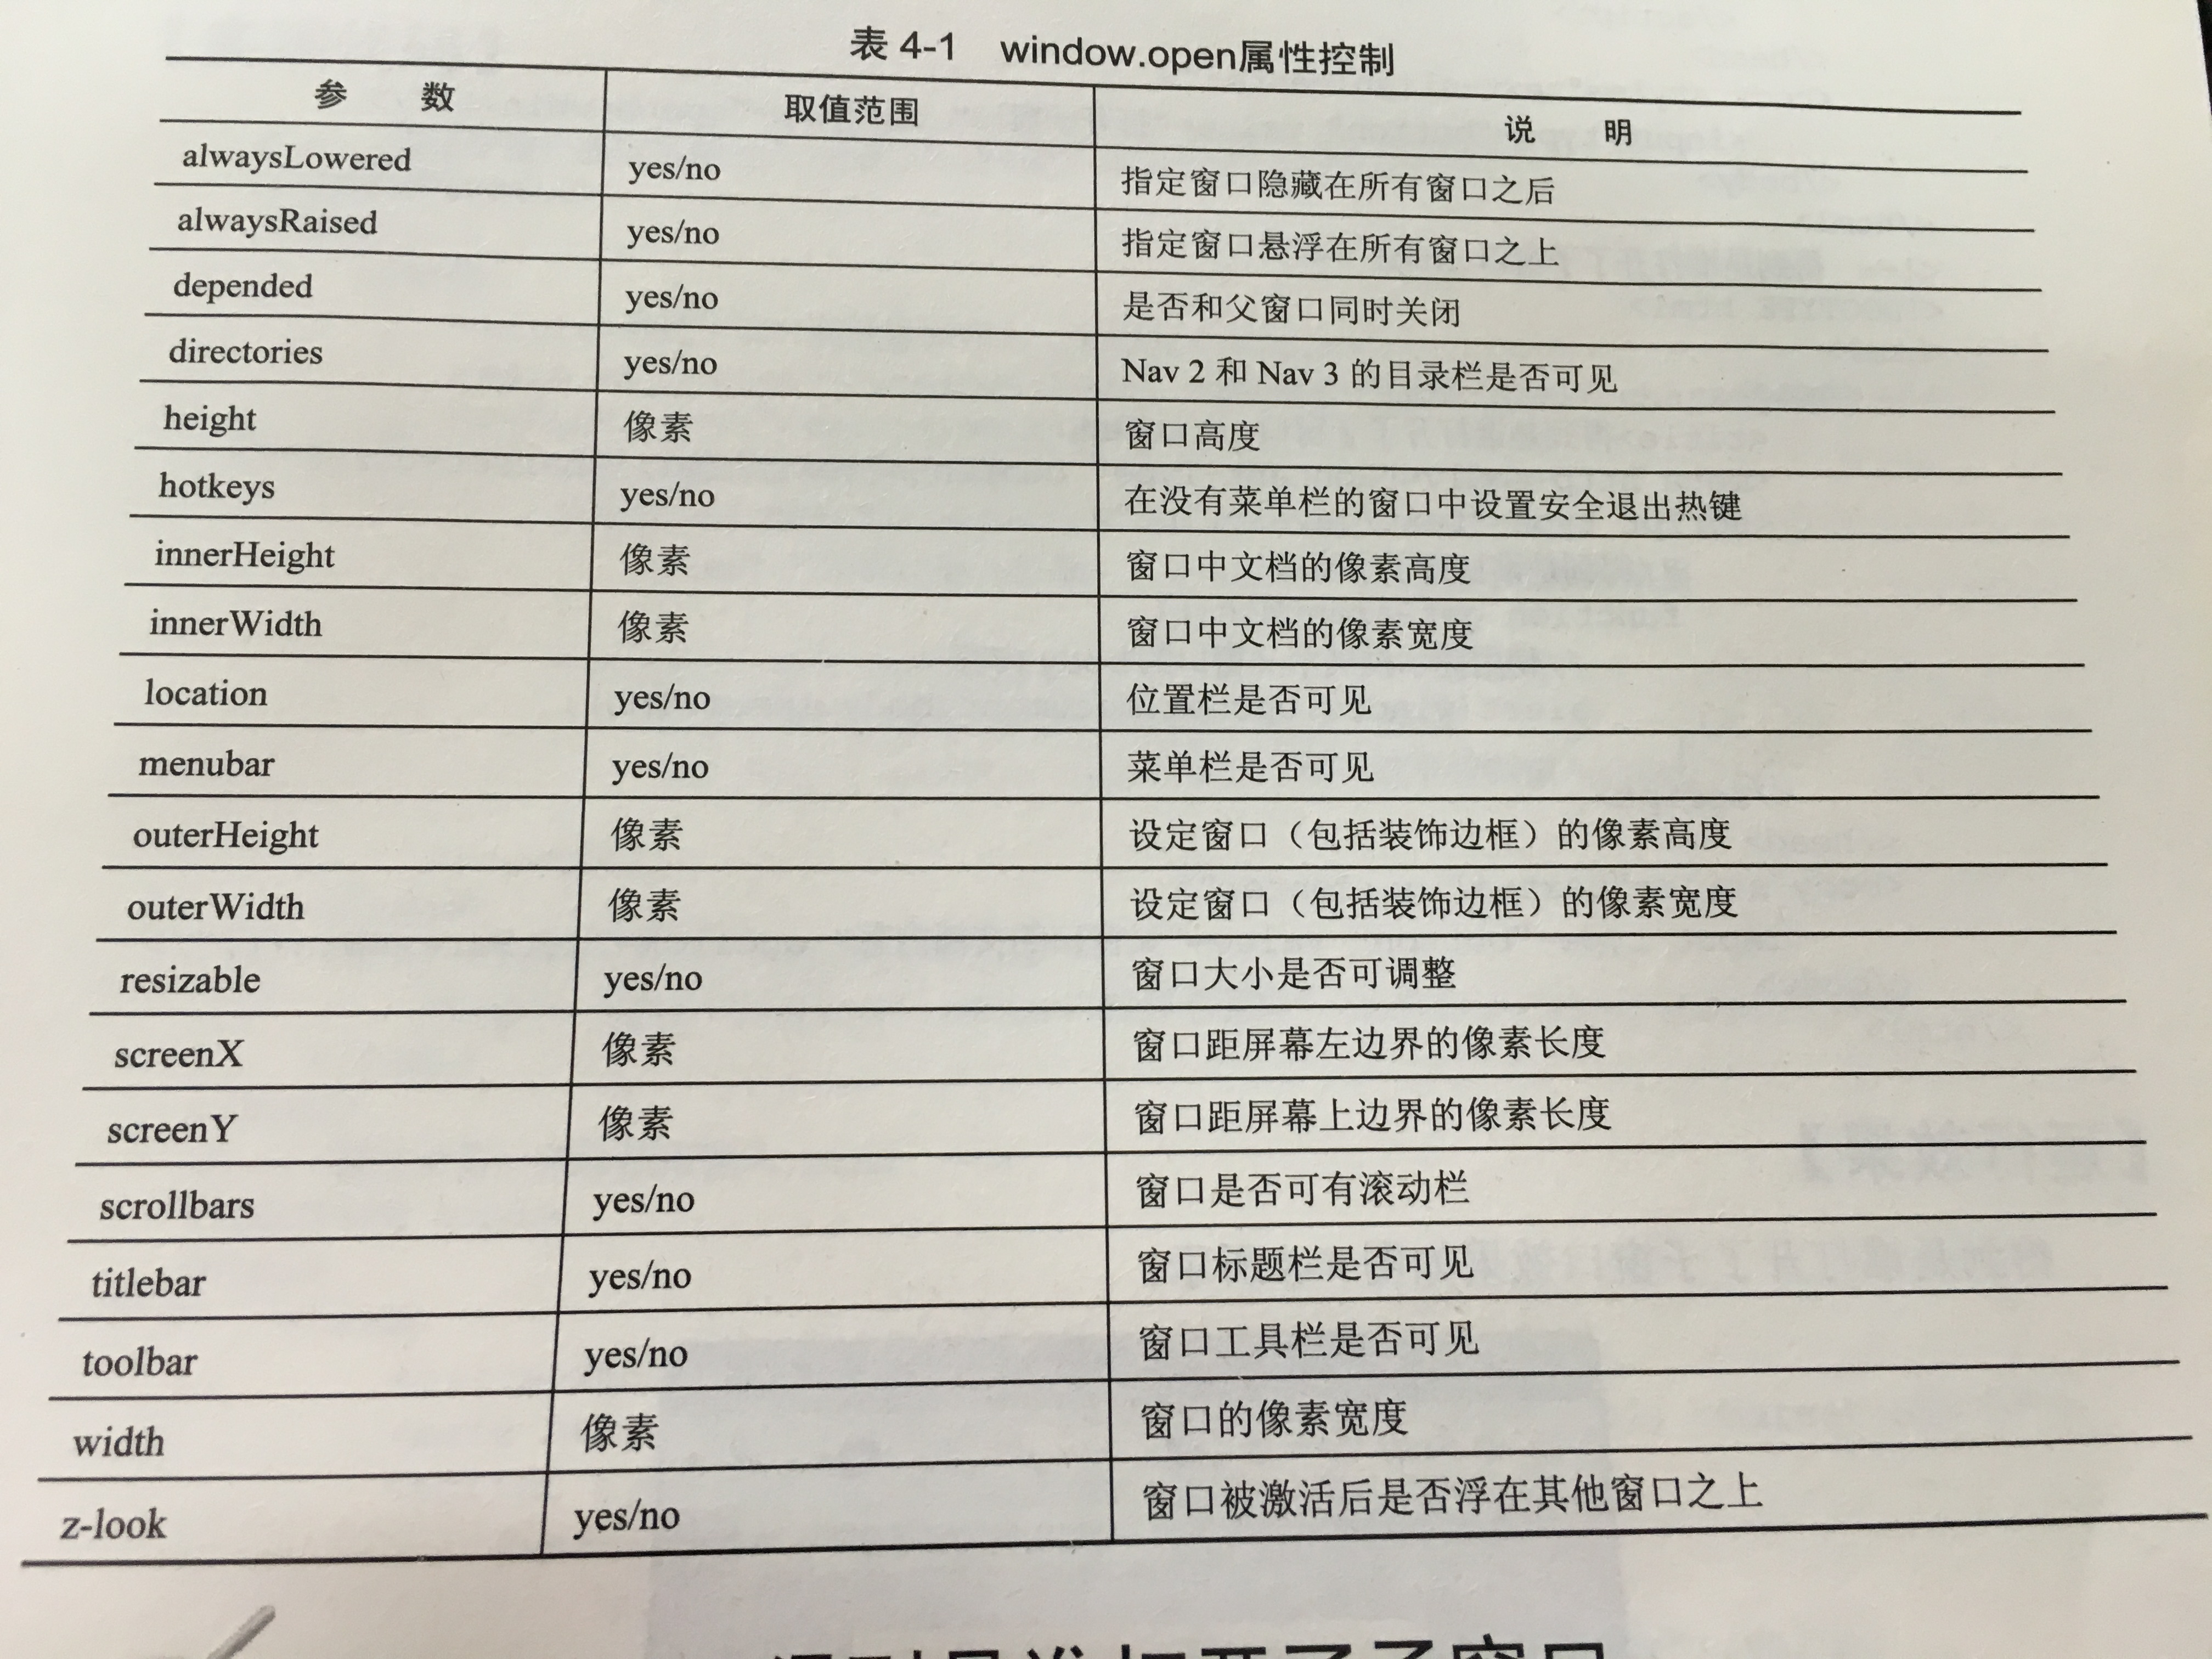 表 4-1 window.open属性控制
参 数 取值范围 说 明
alwaysLowered yes/no 指定窗口隐藏在所有窗口之后
alwaysRaised yes/no 指定窗口悬浮在所有窗口之上
depended yes/no 是否和父窗口同时关闭
directories yes/no Nav 2 和 Nav 3 的目录栏是否可见
height 像素 窗口高度
hotkeys yes/no 在没有菜单栏的窗口中设置安全退出热键
innerHeight 像素 窗口中文档的像素高度
innerWidth 像素 窗口中文档的像素宽度
location yes/no 位置栏是否可见
menubar yes/no 菜单栏是否可见
outerHeight 像素 设定窗口（包括装饰边框）的像素高度
outerWidth 像素 设定窗口（包括装饰边框）的像素宽度
resizable yes/no 窗口大小是否可调整
screenX 像素 窗口距屏幕左边界的像素长度
screenY 像素 窗口距屏幕上边界的像素长度
scrollbars yes/no 窗口是否可有滚动栏
titlebar yes/no 窗口标题栏是否可见
toolbar yes/no 窗口工具栏是否可见
width 像素 窗口的像素宽度
z-look yes/no 窗口被激活后是否浮在其他窗口之上